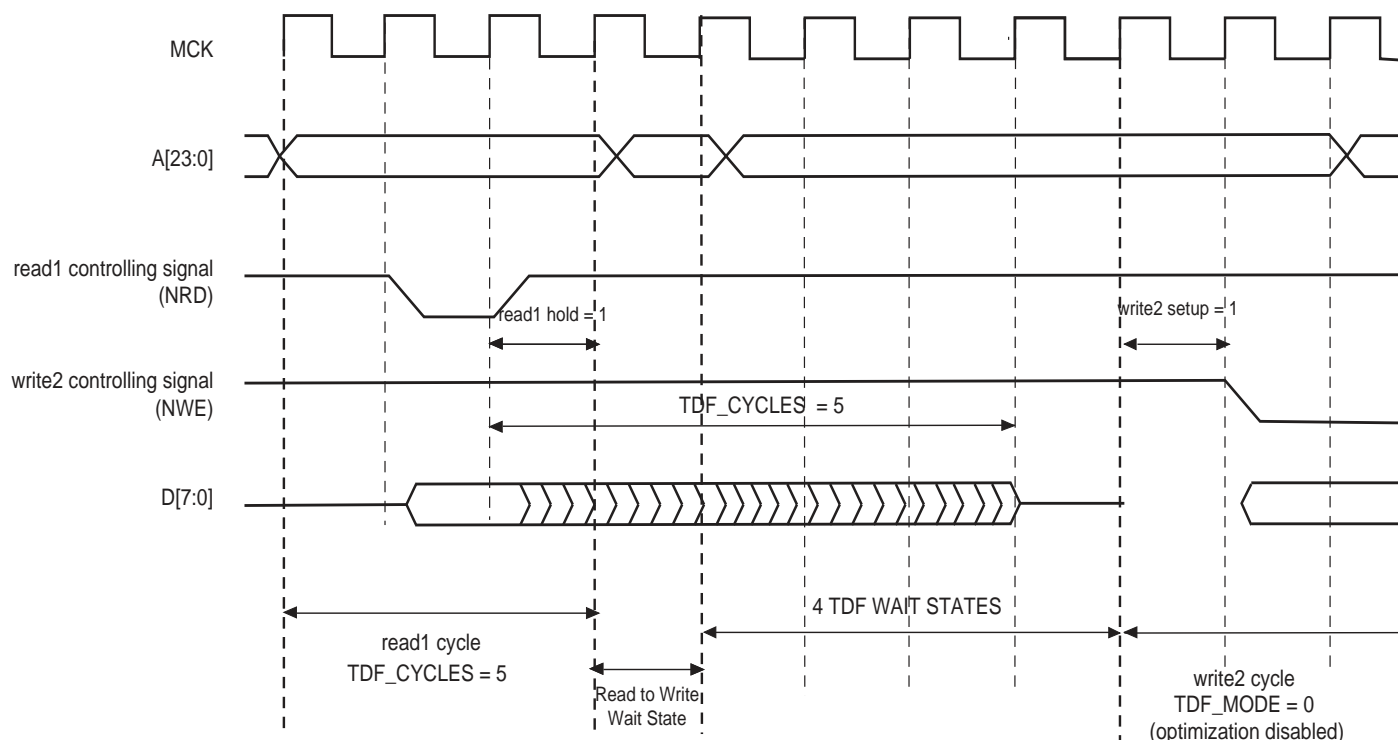 MCK
A[23:0]
read1 controlling signal
(NRD)
read1 hold = 1
write2 setup = 1
write2 controlling signal
(NWE)
TDF_CYCLES = 5
D[7:0]
4 TDF WAIT STATES
read1 cycle
TDF_CYCLES = 5
Read to Write
Wait State
write2 cycle
TDF_MODE = 0
(optimization disabled)